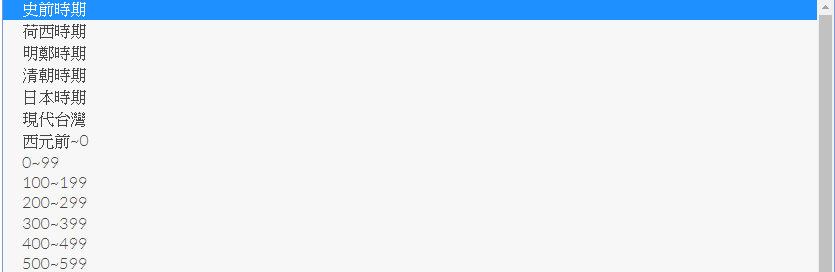 史前時期
荷西時期
明鄭時期
清朝時期
日本時期
現代台灣
西元前~0
0~99
100~199
200~299
300~399
400~499
500~599